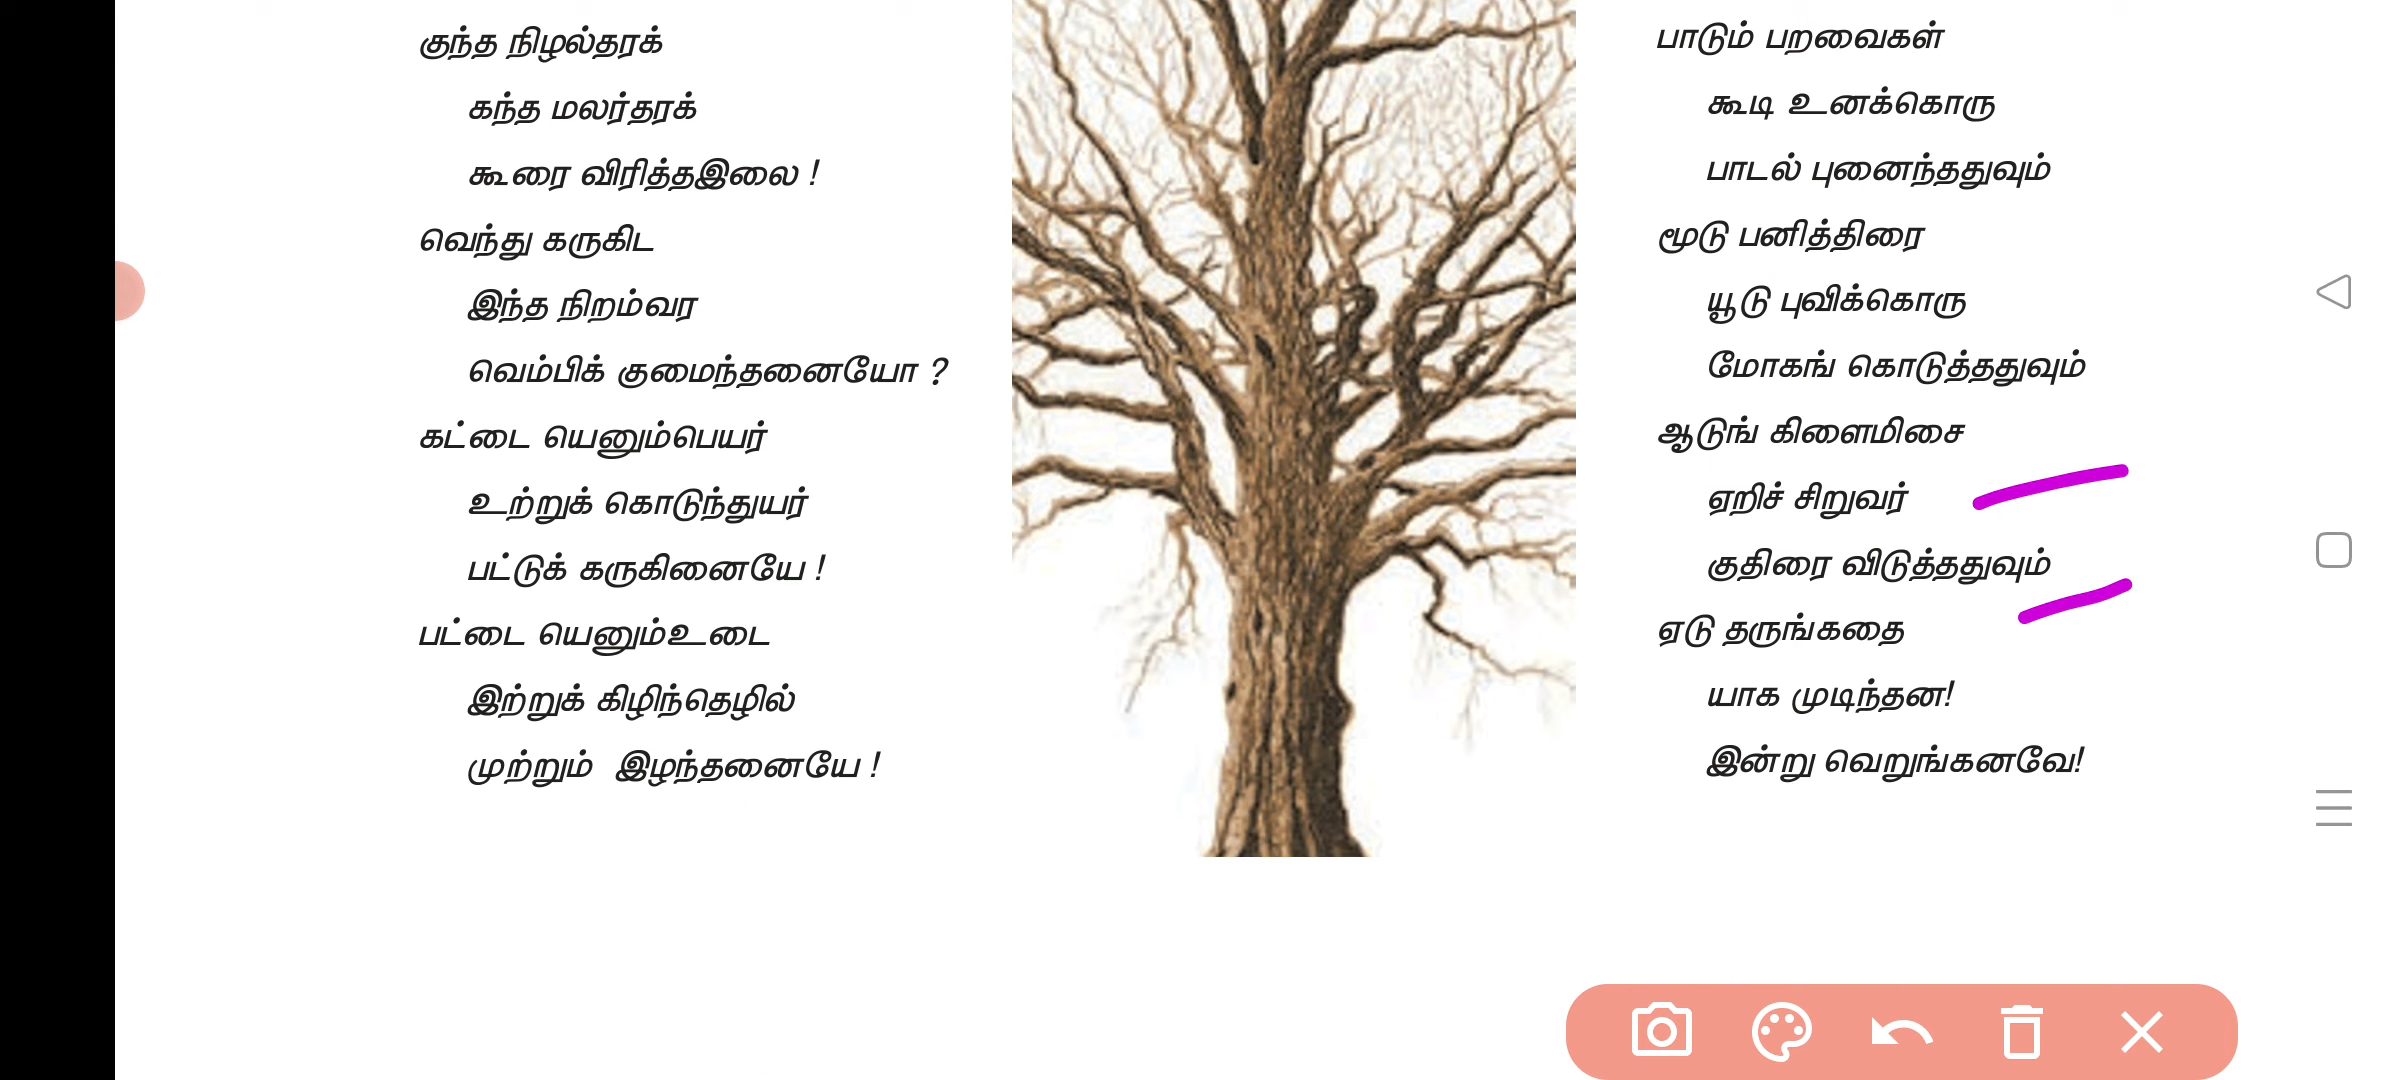 குந்த நிழல்தரக்
கந்த மலர்தரக்
கூரை விரித்தஇலை !
வெந்து கருகிட
இந்த நிறம்வர
வெம்பிக் குமைந்தனையோ ?
கட்டை யெனும்பெயர்
உற்றுக் கொடுந்துயர்
பட்டுக் கருகினையே !
பட்டை யெனும்உடை
இற்றுக் கிழிந்தெழில்
முற்றும் இழந்தனையே !
பாடும் பறவைகள்
கூடி உனக்கொரு
பாடல் புனைந்ததுவும்
மூடு பனித்திரை
யூடு புவிக்கொரு
மோகங் கொடுத்ததுவும்
ஆடுங் கிளைமிசை
ஏறிச் சிறுவர்
குதிரை விடுத்ததுவும்
ஏடு தருங்கதை
யாக முடிந்தன!
இன்று வெறுங்கனவே!